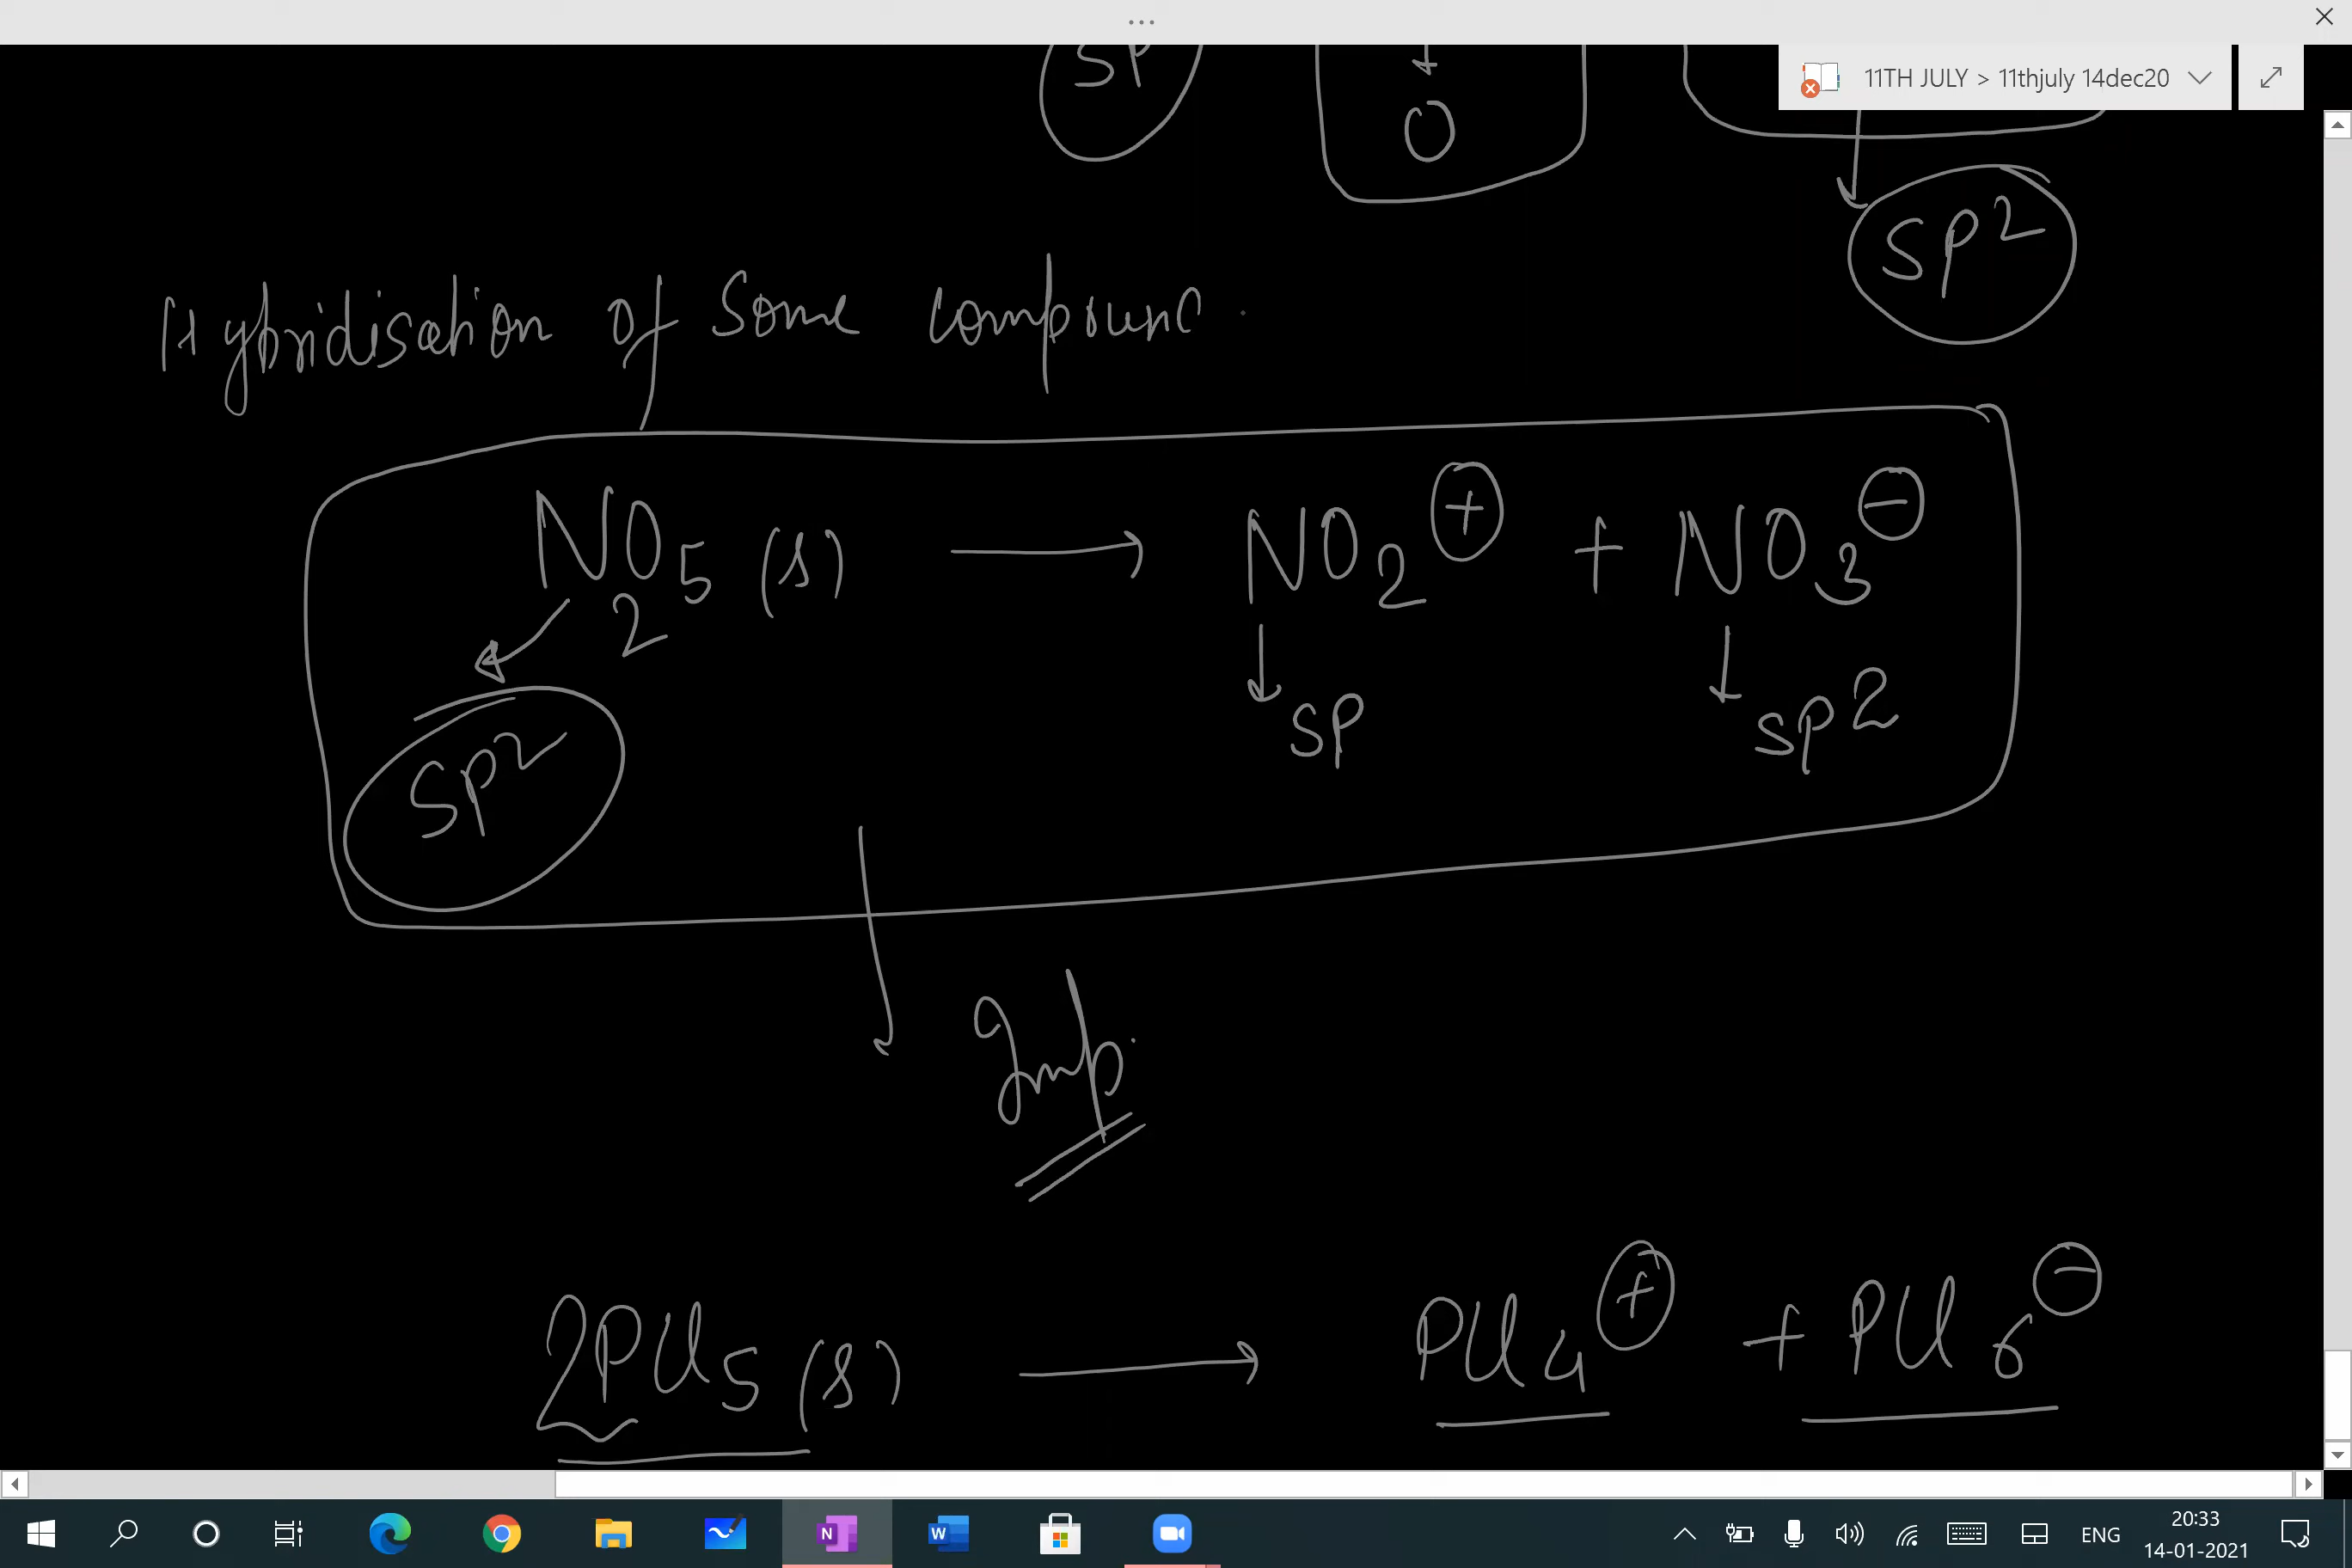 ...
11TH JULY > 11thjuly 14dec20
SP
O
SP²
Hybridisation of Some Compound
N₂O₅(s) ⟶ NO₂⊕ + NO₃⊖
SP²
SP
SP²
Imp.
2PCl₅(s) ⟶ PCl₄⊕ + PCl₆⊖
ENG
20:33
14-01-2021